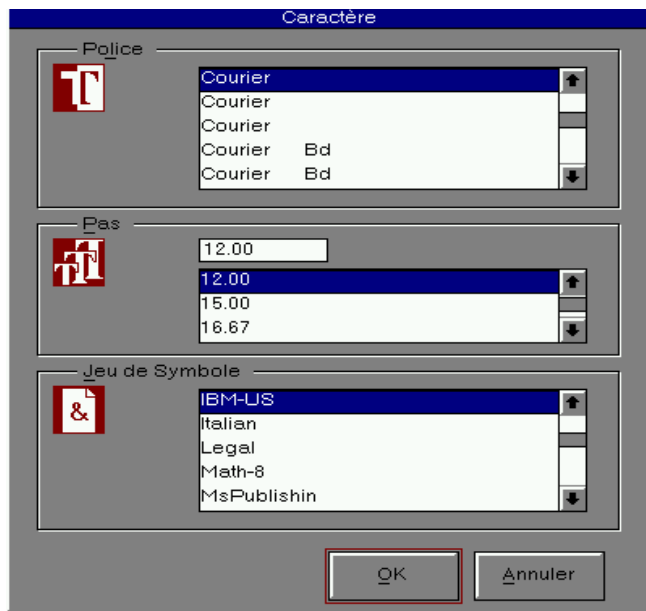 Caractère
Police
Courier
Courier
Courier
Courier Bd
Courier Bd
Pas
12.00
12.00
15.00
16.67
Jeu de Symbole
&
IBM-US
Italian
Legal
Math-8
MsPublishin
OK
Annuler